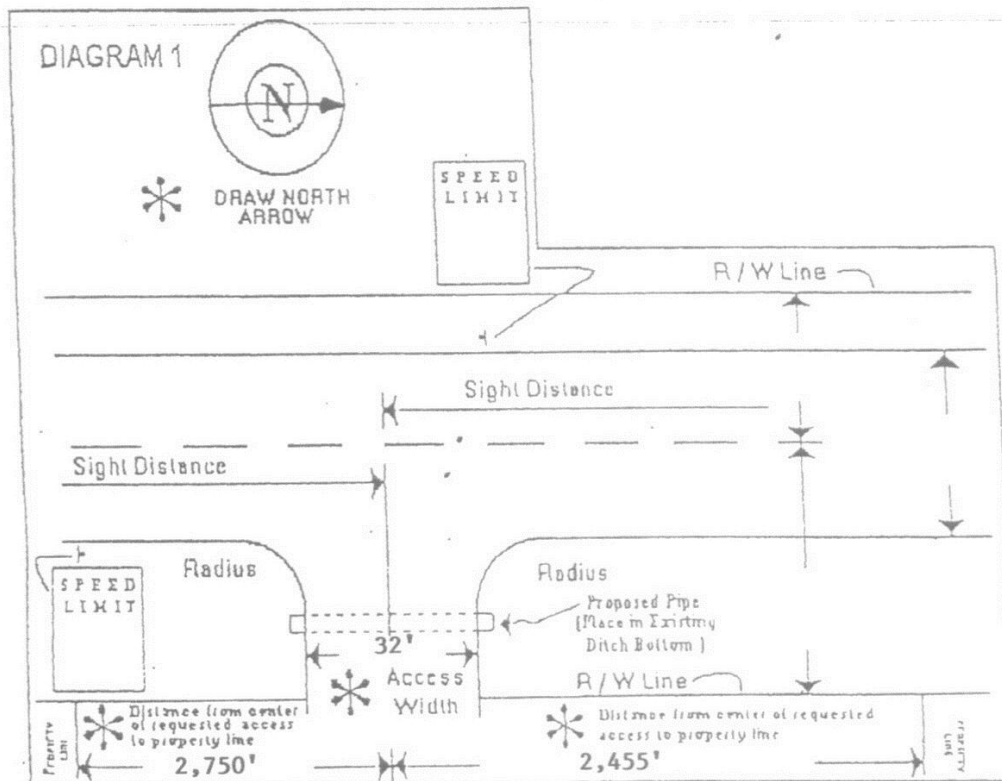 DIAGRAM 1
N
DRAW NORTH
ARROW
SPEED
LIMIT
R/W Line
Sight Distance
Sight Distance
Radius
Radius
SPEED
LIMIT
Proposed Pipe
(Place in Existing
Ditch Bottom)
32'
Access
Width
R/W Line
Distance from center
of requested access
to property line
Distance from center of requested
access to property line
PROPERTY
LINE
2,750'
2,455'
PROPERTY
LINE